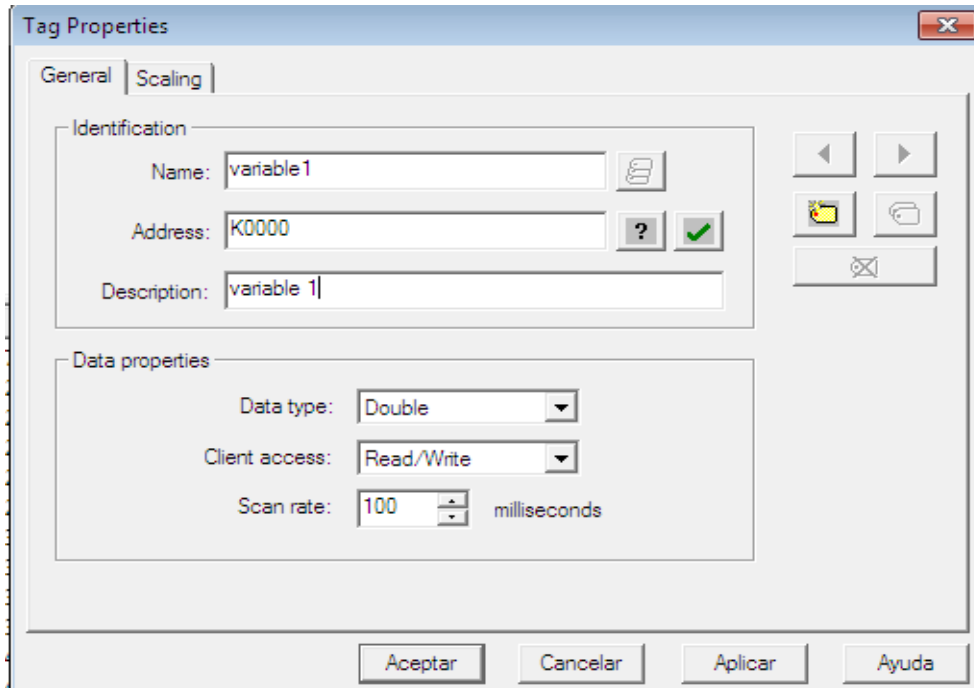 Tag Properties
General
Scaling
Identification
Name:
variable1
Address:
K0000
?
Description:
variable 1
Data properties
Data type:
Double
Client access:
Read/Write
Scan rate:
100
milliseconds
Aceptar
Cancelar
Aplicar
Ayuda